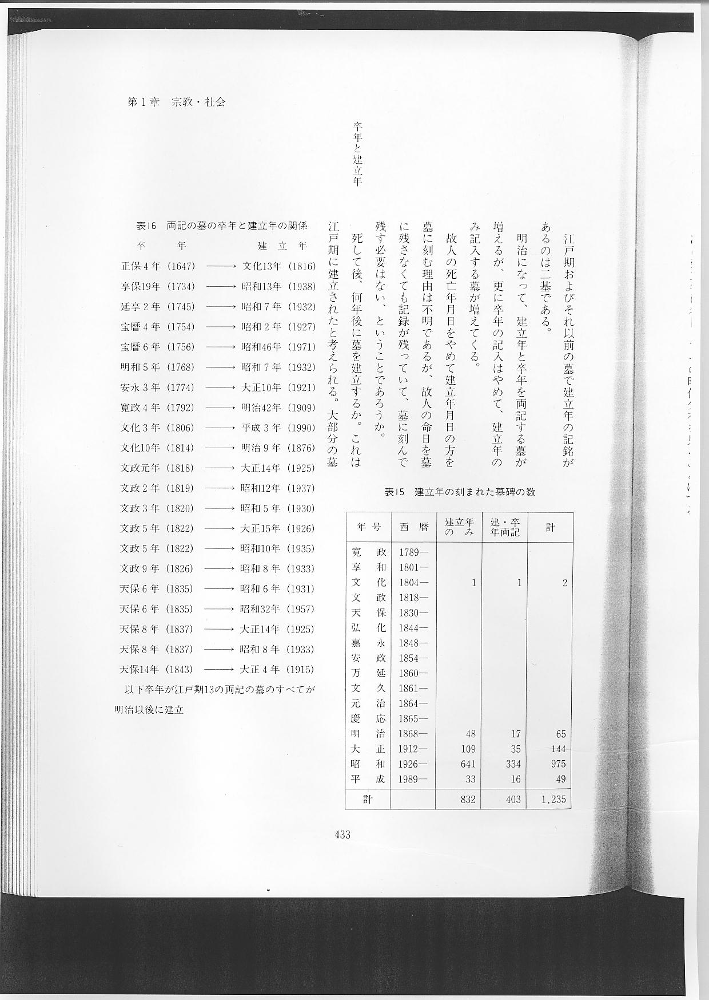 第1章　宗教・社会
江戸期およびそれ以前の墓で建立年の記銘が
あるのは二基である。
明治になって、建立年と卒年を両記する墓が
増えるが、更に卒年の記入はやめて、建立年の
み記入する墓が増えてくる。
故人の死亡年月日をやめて建立年月日の方を
墓に刻む理由は不明であるが、故人の命日を墓
に残さなくても記録が残っていて、墓に刻んで
残す必要はない、ということであろうか。
卒年と建立年
死して後、何年後に墓を建立するか。これは
江戸期に建立されたと考えられる。大部分の墓
表15　建立年の刻まれた墓碑の数
年号　西暦　建立年のみ　建・卒年両記　計
寛政　1789―
享和　1801―
文化　1804―　1　1　2
文政　1818―
天保　1830―
弘化　1844―
嘉永　1848―
安政　1854―
万延　1860―
文久　1861―
元治　1864―
慶応　1865―
明治　1868―　48　17　65
大正　1912―　109　35　144
昭和　1926―　641　334　975
平成　1989―　33　16　49
計　832　403　1,235
表16　両記の墓の卒年と建立年の関係
卒　年　建　立　年
正保4年 (1647) ⟶ 文化13年 (1816)
享保19年 (1734) ⟶ 昭和13年 (1938)
延享2年 (1745) ⟶ 昭和7年 (1932)
宝暦4年 (1754) ⟶ 昭和2年 (1927)
宝暦6年 (1756) ⟶ 昭和46年 (1971)
明和5年 (1768) ⟶ 昭和7年 (1932)
安永3年 (1774) ⟶ 大正10年 (1921)
寛政4年 (1792) ⟶ 明治42年 (1909)
文化3年 (1806) ⟶ 平成3年 (1990)
文化10年 (1814) ⟶ 明治9年 (1876)
文政元年 (1818) ⟶ 大正14年 (1925)
文政2年 (1819) ⟶ 昭和12年 (1937)
文政3年 (1820) ⟶ 昭和5年 (1930)
文政5年 (1822) ⟶ 大正15年 (1926)
文政5年 (1822) ⟶ 昭和10年 (1935)
文政9年 (1826) ⟶ 昭和8年 (1933)
天保6年 (1835) ⟶ 昭和6年 (1931)
天保6年 (1835) ⟶ 昭和32年 (1957)
天保8年 (1837) ⟶ 大正14年 (1925)
天保8年 (1837) ⟶ 昭和8年 (1933)
天保14年 (1843) ⟶ 大正4年 (1915)
以下卒年が江戸期13の両記の墓のすべてが
明治以後に建立
433